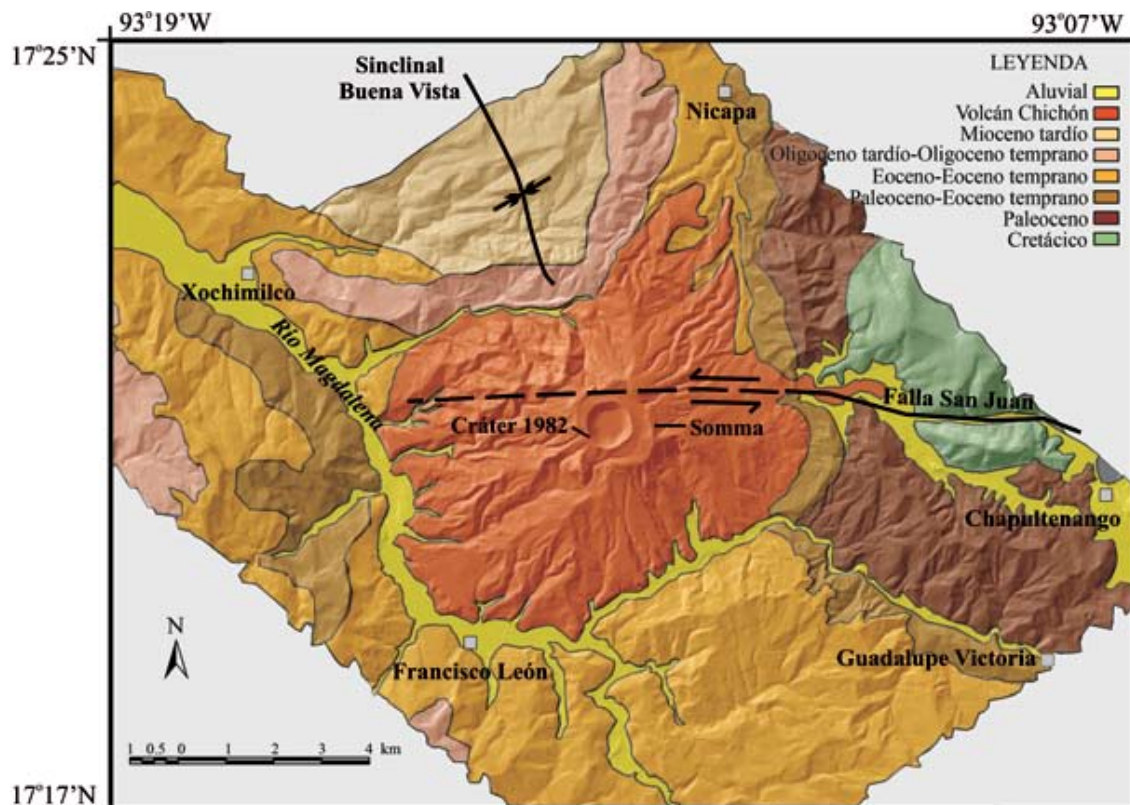 93°19'W
93°07'W
17°25'N
LEYENDA
Aluvial
Volcán Chichón
Mioceno tardío
Oligoceno tardío-Oligoceno temprano
Eoceno-Eoceno temprano
Paleoceno-Eoceno temprano
Paleoceno
Cretácico
Sinclinal
Buena Vista
Nicapa
Xochimilco
Río Magdalena
Falla San Juan
Cráter 1982
Somma
Chapultenango
N
Francisco León
Guadalupe Victoria
1 0.5 0 1 2 3 4 km
17°17'N